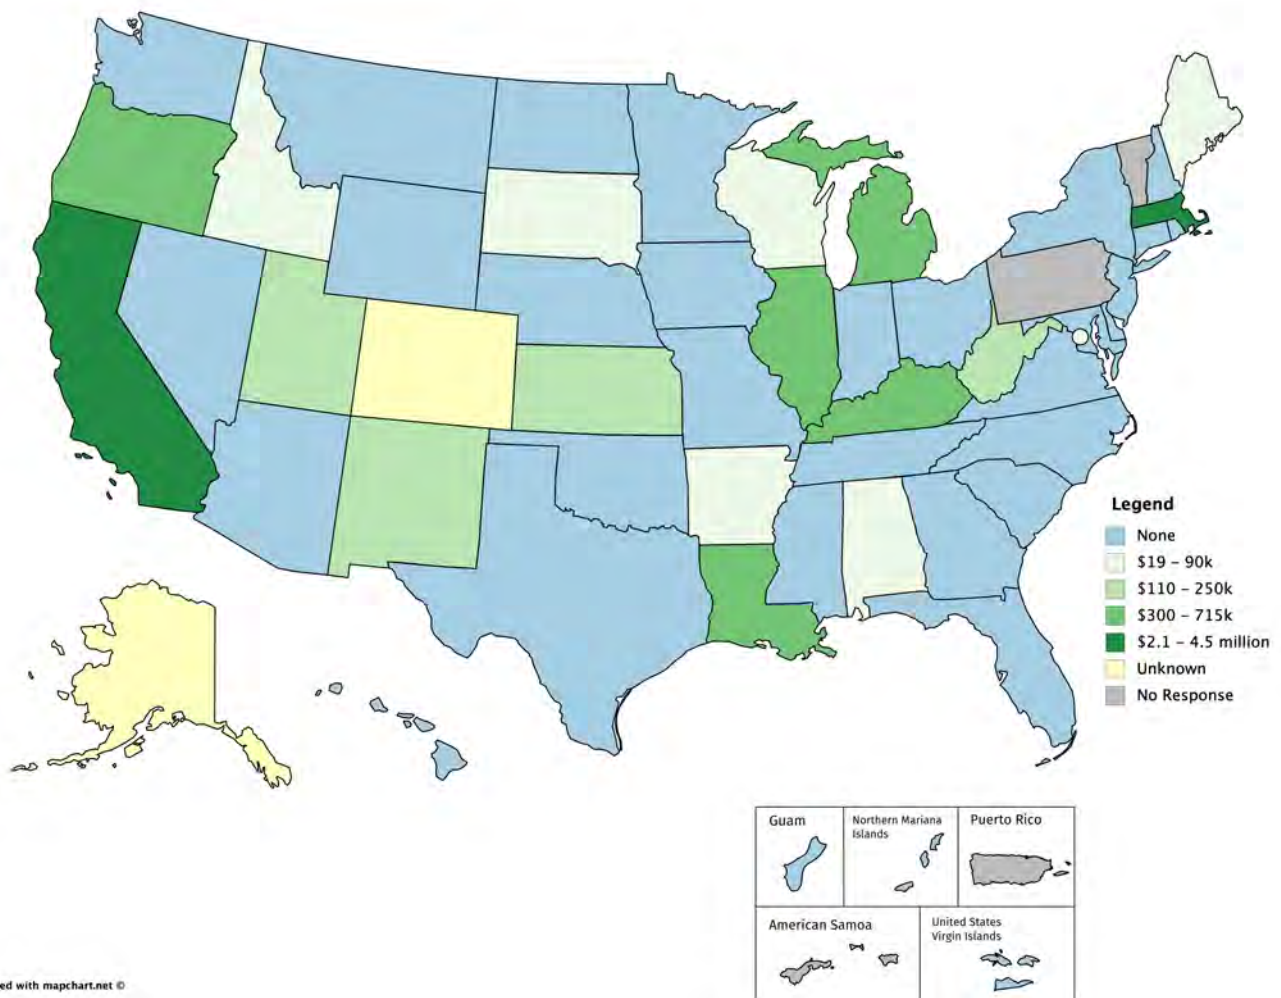 Legend
None
$19 – 90k
$110 – 250k
$300 – 715k
$2.1 – 4.5 million
Unknown
No Response
Guam
Northern Mariana
Islands
Puerto Rico
American Samoa
United States
Virgin Islands
ed with mapchart.net ©